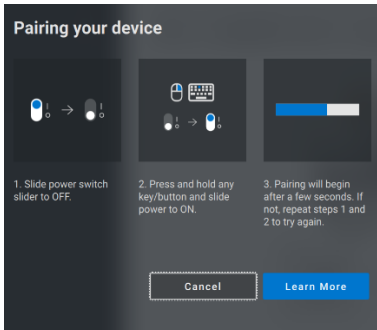 Pairing your device
1. Slide power switch
slider to OFF.
2. Press and hold any
key/button and slide
power to ON.
3. Pairing will begin
after a few seconds. If
not, repeat steps 1 and
2 to try again.
Cancel
Learn More